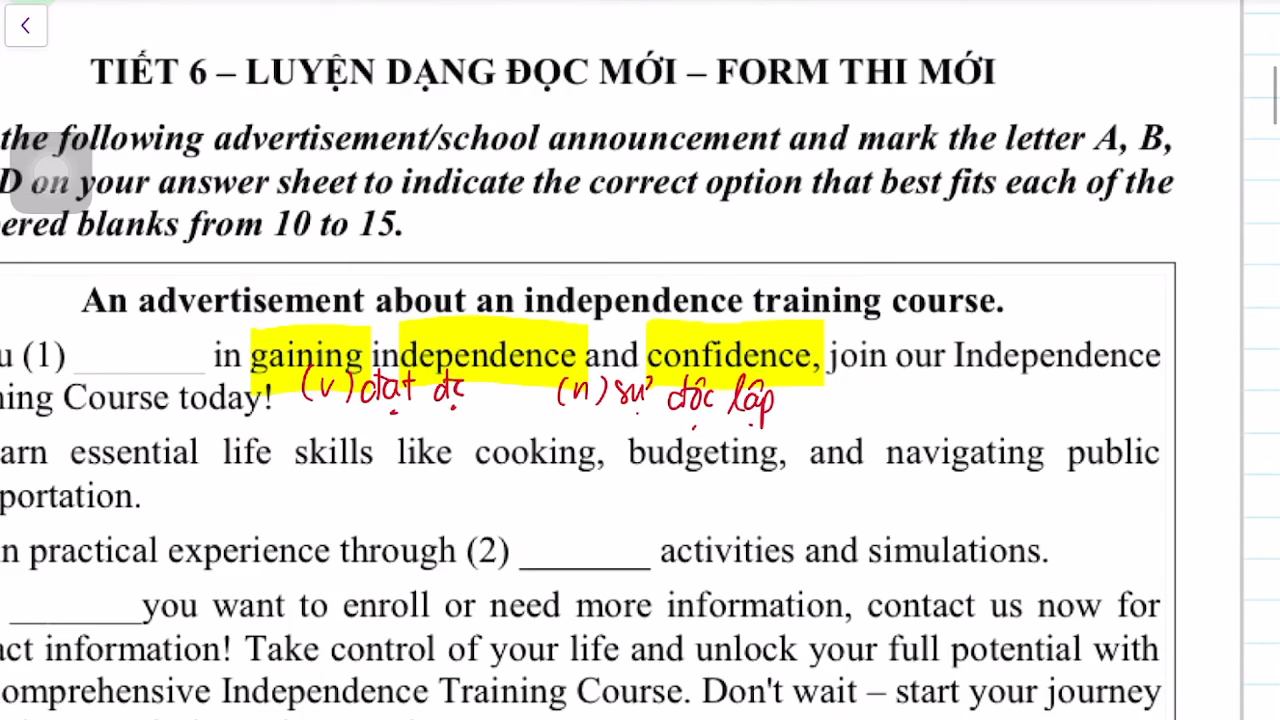 TIẾT 6 – LUYỆN DẠNG ĐỌC MỚI – FORM THI MỚI
the following advertisement/school announcement and mark the letter A, B,
D on your answer sheet to indicate the correct option that best fits each of the
ered blanks from 10 to 15.
An advertisement about an independence training course.
u (1) ________ in gaining independence and confidence, join our Independence
(v) đạt đc (n) sự độc lập
ning Course today!
arn essential life skills like cooking, budgeting, and navigating public
portation.
n practical experience through (2) ________ activities and simulations.
________you want to enroll or need more information, contact us now for
act information! Take control of your life and unlock your full potential with
omprehensive Independence Training Course. Don't wait – start your journey